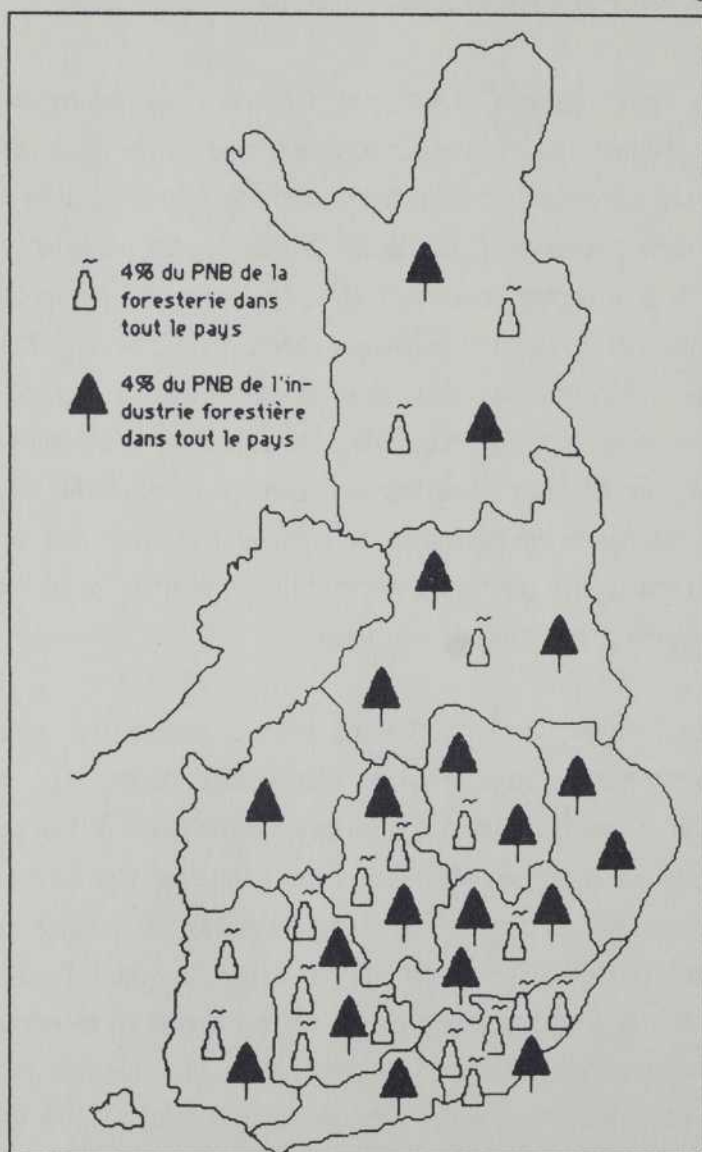 4% du PNB de la
foresterie dans
tout le pays
4% du PNB de l'in-
dustrie forestière
dans tout le pays